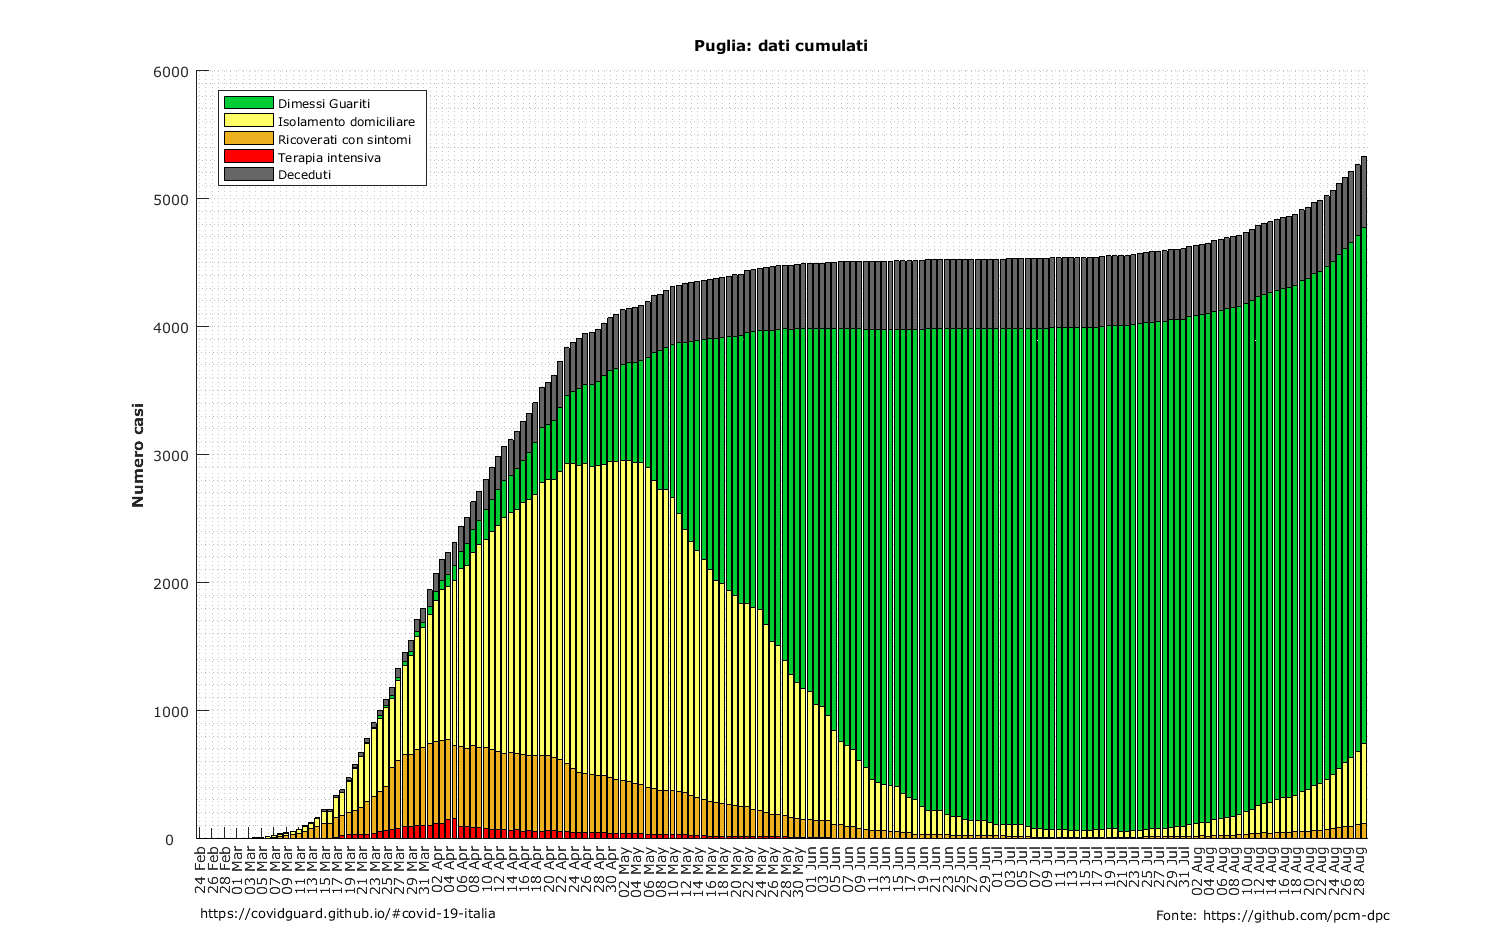 Puglia: dati cumulati
6000
5000
4000
3000
2000
1000
0
Numero casi
Dimessi Guariti
Isolamento domiciliare
Ricoverati con sintomi
Terapia intensiva
Deceduti
24 Feb
26 Feb
28 Feb
01 Mar
03 Mar
05 Mar
07 Mar
09 Mar
11 Mar
13 Mar
15 Mar
17 Mar
19 Mar
21 Mar
23 Mar
25 Mar
27 Mar
29 Mar
31 Mar
02 Apr
04 Apr
06 Apr
08 Apr
10 Apr
12 Apr
14 Apr
16 Apr
18 Apr
20 Apr
22 Apr
24 Apr
26 Apr
28 Apr
30 Apr
02 May
04 May
06 May
08 May
10 May
12 May
14 May
16 May
18 May
20 May
22 May
24 May
26 May
28 May
30 May
01 Jun
03 Jun
05 Jun
07 Jun
09 Jun
11 Jun
13 Jun
15 Jun
17 Jun
19 Jun
21 Jun
23 Jun
25 Jun
27 Jun
29 Jun
01 Jul
03 Jul
05 Jul
07 Jul
09 Jul
11 Jul
13 Jul
15 Jul
17 Jul
19 Jul
21 Jul
23 Jul
25 Jul
27 Jul
29 Jul
31 Jul
02 Aug
04 Aug
06 Aug
08 Aug
10 Aug
12 Aug
14 Aug
16 Aug
18 Aug
20 Aug
22 Aug
24 Aug
26 Aug
28 Aug
https://covidguard.github.io/#covid-19-italia
Fonte: https://github.com/pcm-dpc